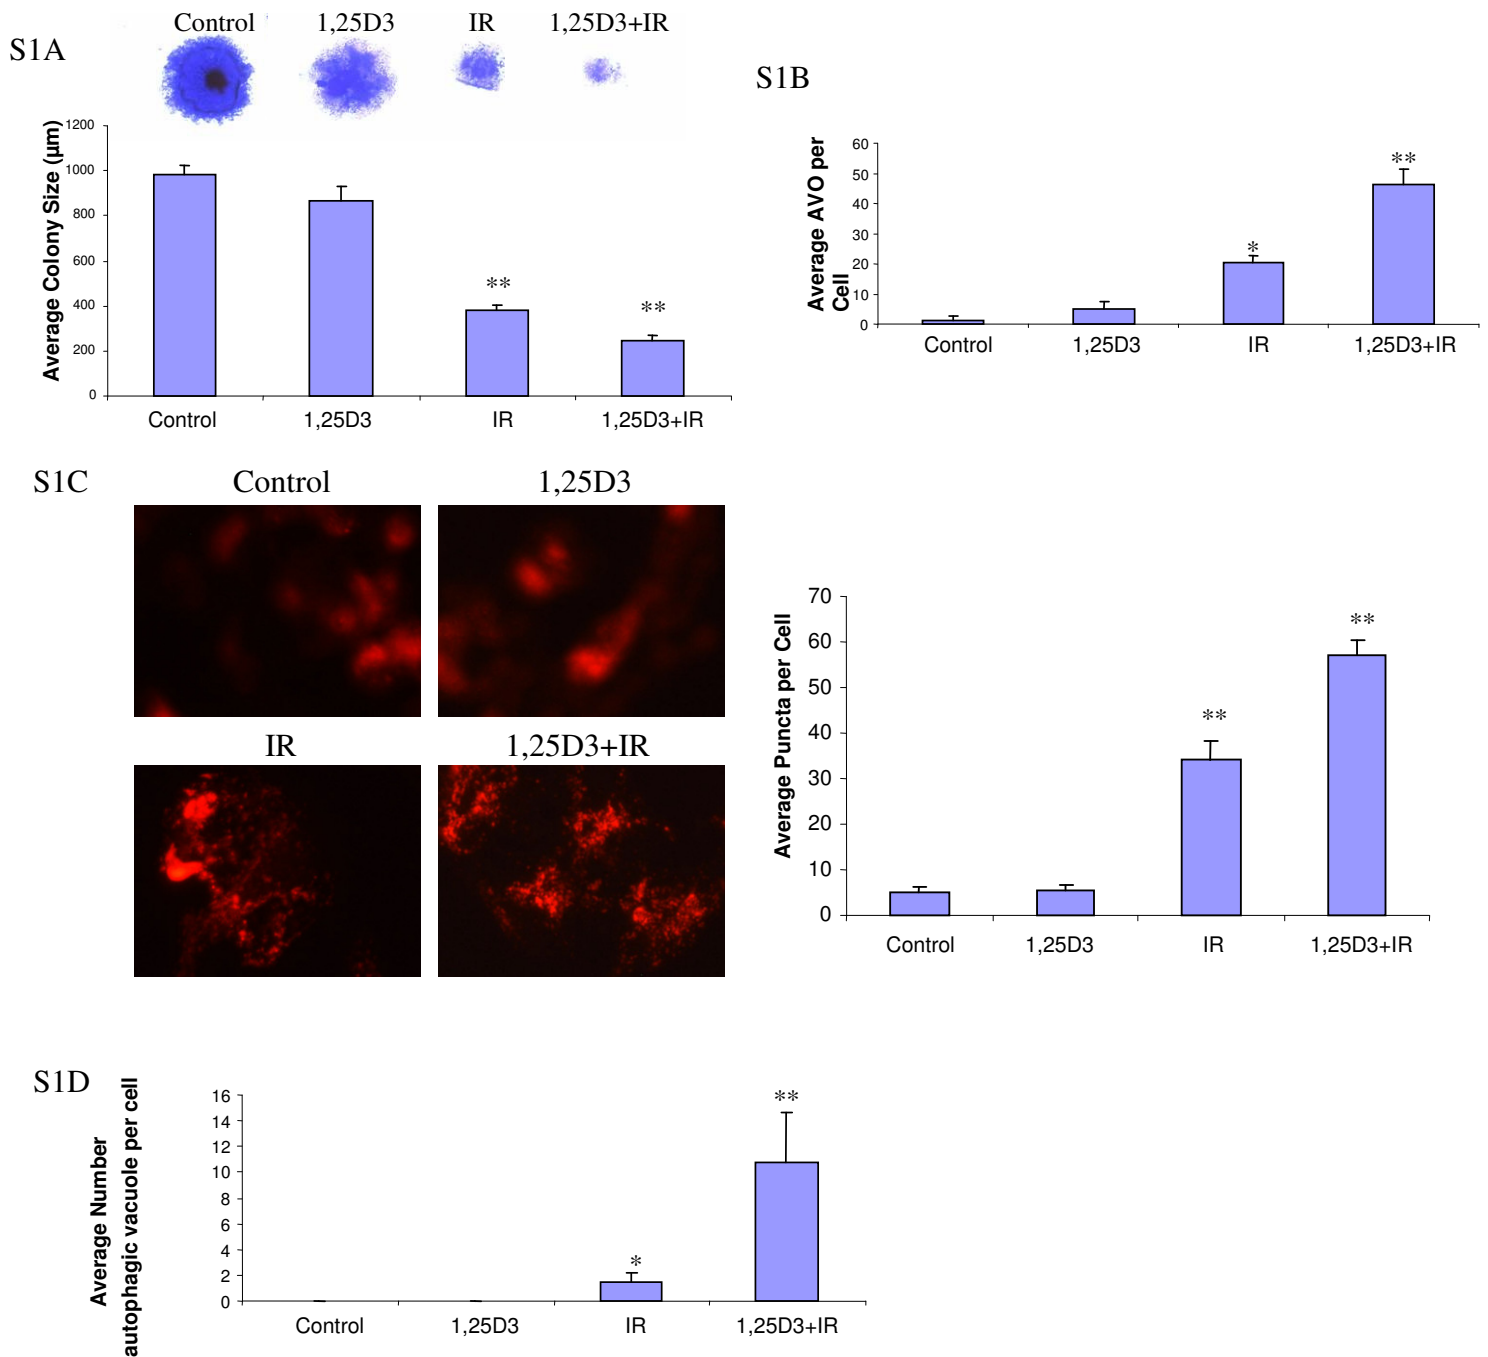 Control 1,25D3 IR 1,25D3+IR
S1A
Average Colony Size (µm)
1200
1000
800
600
400
200
0
** **
Control 1,25D3 IR 1,25D3+IR
S1B
Average AVO per
Cell
60
50
40
30
20
10
0
* **
Control 1,25D3 IR 1,25D3+IR
S1C
Control 1,25D3
IR 1,25D3+IR
Average Puncta per Cell
70
60
50
40
30
20
10
0
** **
Control 1,25D3 IR 1,25D3+IR
S1D
Average Number
autophagic vacuole per cell
16
14
12
10
8
6
4
2
0
* **
Control 1,25D3 IR 1,25D3+IR